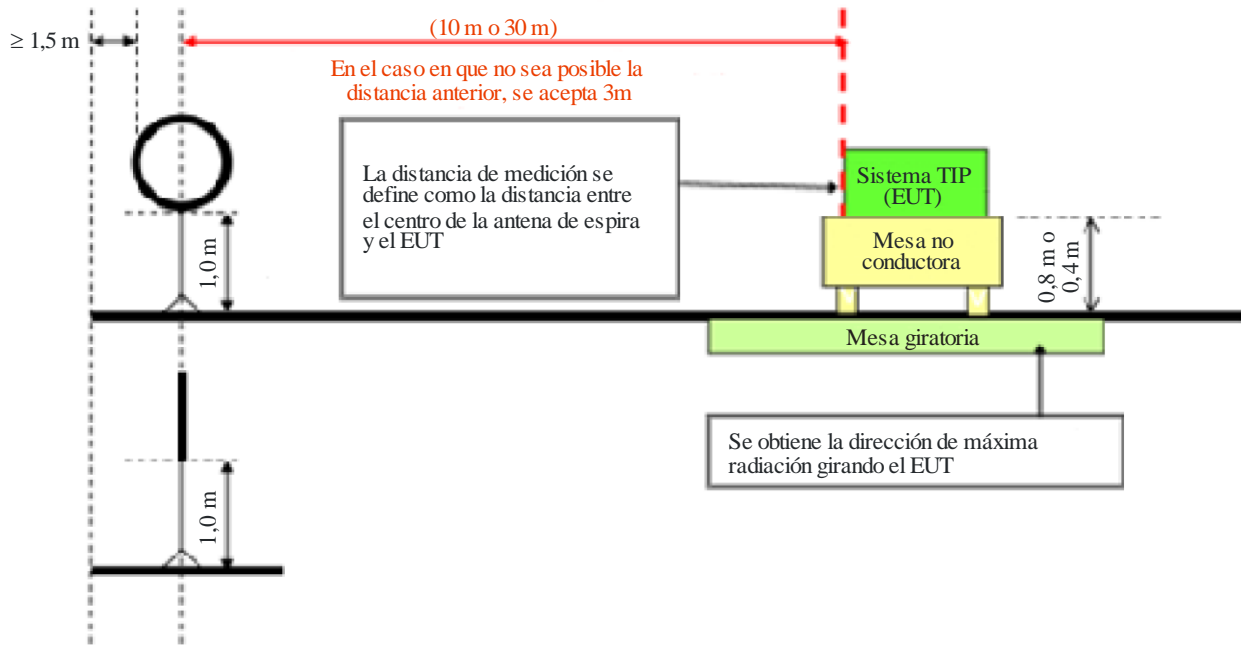 ≥ 1,5 m
(10 m o 30 m)
En el caso en que no sea posible la
distancia anterior, se acepta 3m
La distancia de medición se
define como la distancia entre
el centro de la antena de espira
y el EUT
Sistema TIP
(EUT)
Mesa no
conductora
0,8 m o
0,4 m
1,0 m
Mesa giratoria
Se obtiene la dirección de máxima
radiación girando el EUT
1,0 m